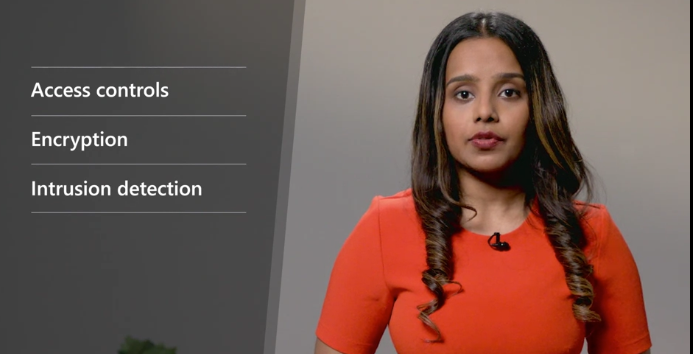 Access controls
Encryption
Intrusion detection